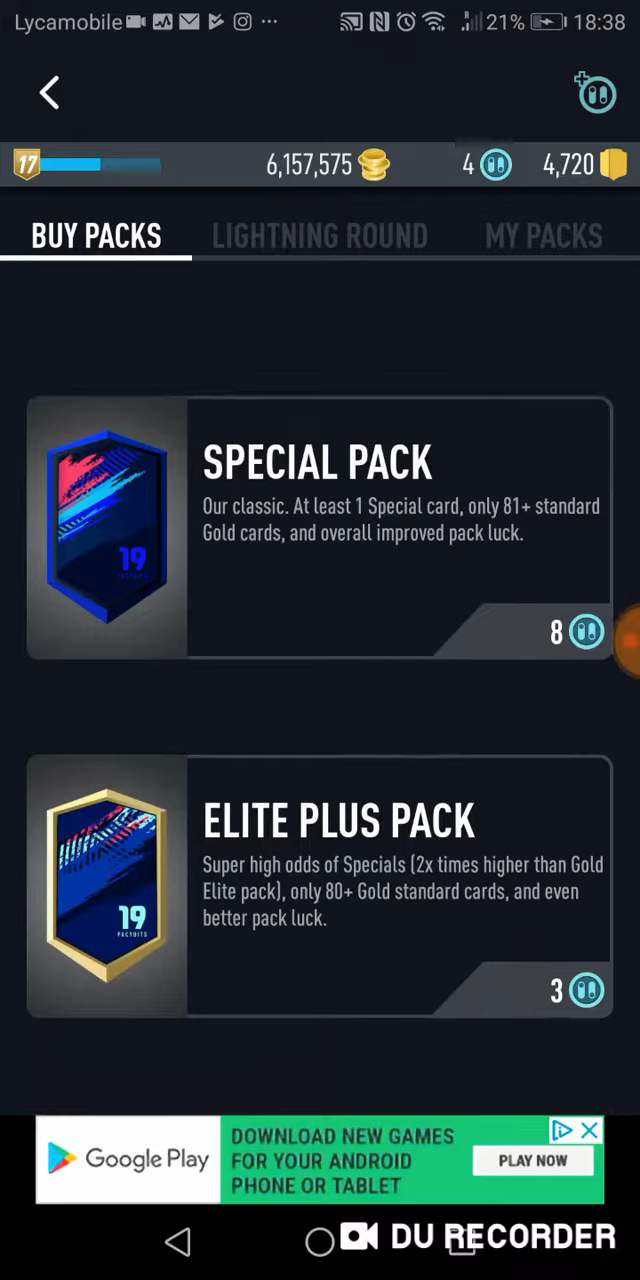 Lycamobile ... 21% 18:38
17 6,157,575 4 4,720
BUY PACKS LIGHTNING ROUND MY PACKS
SPECIAL PACK
Our classic. At least 1 Special card, only 81+ standard
Gold cards, and overall improved pack luck.
19
PACYBITS
8
ELITE PLUS PACK
Super high odds of Specials (2x times higher than Gold
Elite pack), only 80+ Gold standard cards, and even
better pack luck.
19
PACYBITS
3
Google Play
DOWNLOAD NEW GAMES
FOR YOUR ANDROID
PHONE OR TABLET
PLAY NOW
DU RECORDER